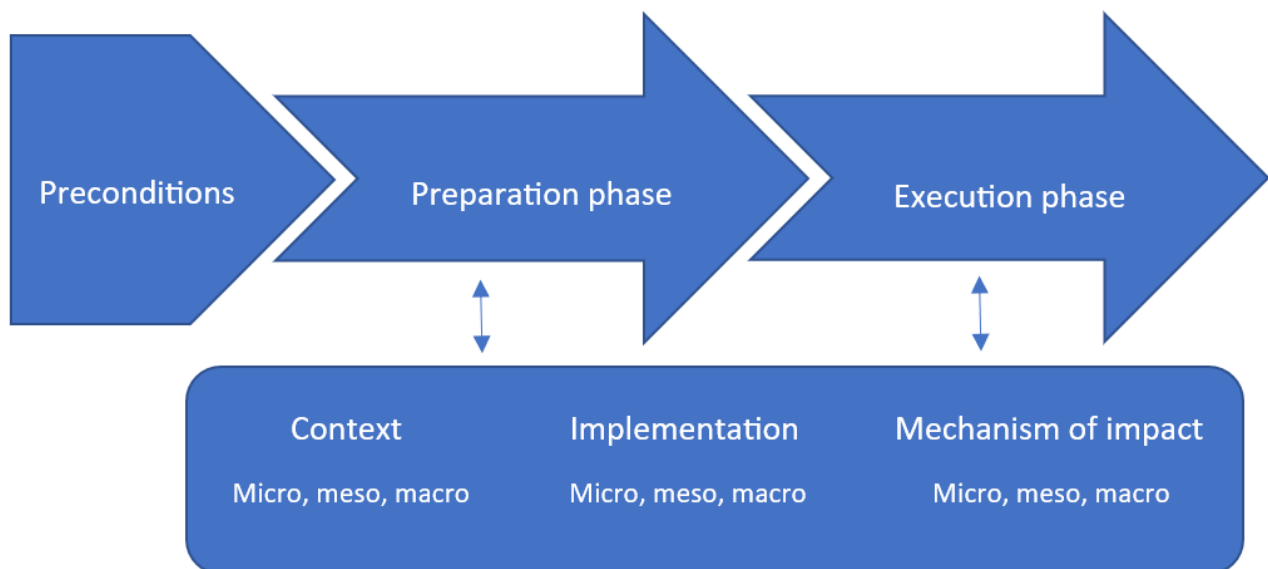 Preconditions
Preparation phase
Execution phase
Context
Implementation
Mechanism of impact
Micro, meso, macro
Micro, meso, macro
Micro, meso, macro